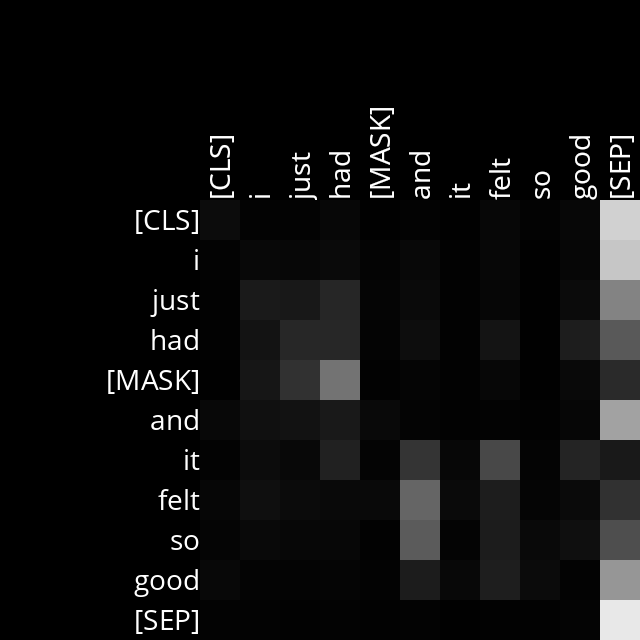 [CLS] i just had [MASK] and it felt so good [SEP]
[CLS]
i
just
had
[MASK]
and
it
felt
so
good
[SEP]